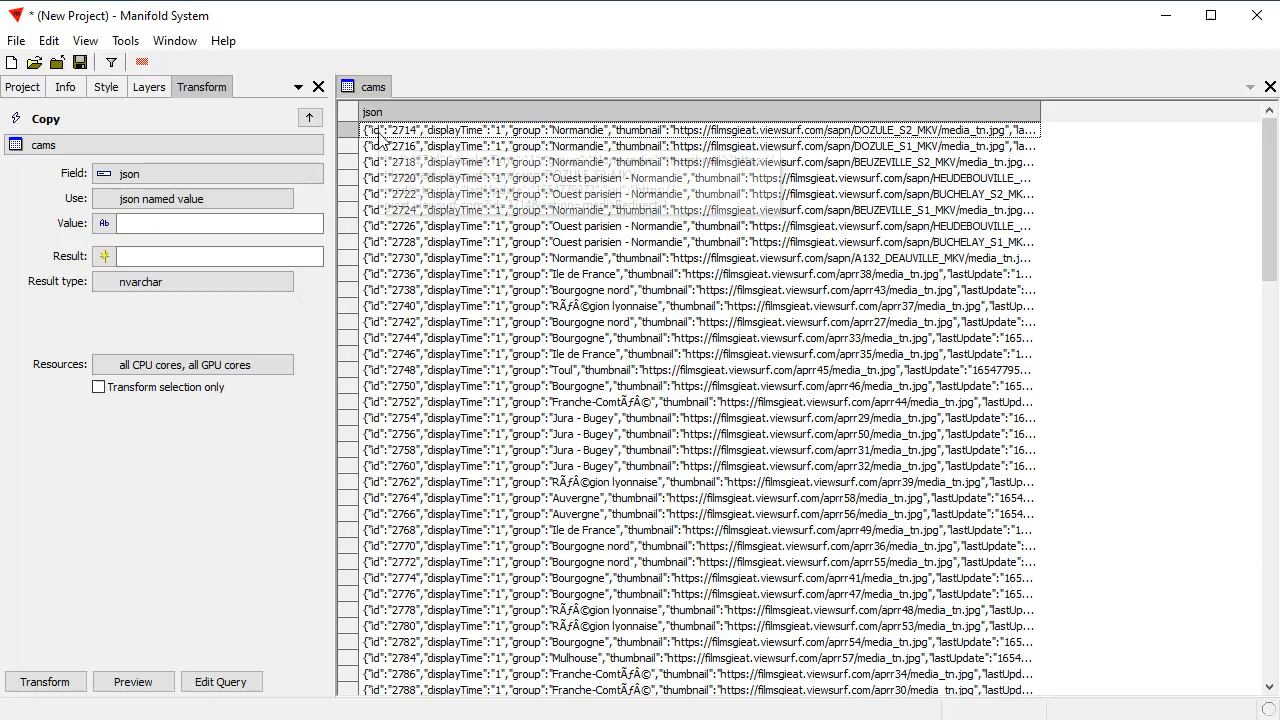 * (New Project) - Manifold System
File Edit View Tools Window Help
Project Info Style Layers Transform
cams
Copy
cams
Field: json
Use: json named value
Value: Ab
Result:
Result type: nvarchar
Resources: all CPU cores, all GPU cores
Transform selection only
Transform Preview Edit Query
json
{"id":"2714","displayTime":"1","group":"Normandie","thumbnail":"https://filmsgieat.viewsurf.com/sapn/DOZULE_S2_MKV/media_tn.jpg","la...
{"id":"2716","displayTime":"1","group":"Normandie","thumbnail":"https://filmsgieat.viewsurf.com/sapn/DOZULE_S1_MKV/media_tn.jpg","la...
{"id":"2718","displayTime":"1","group":"Normandie","thumbnail":"https://filmsgieat.viewsurf.com/sapn/BEUZEVILLE_S2_MKV/media_tn.jpg...
{"id":"2720","displayTime":"1","group":"Ouest parisien - Normandie","thumbnail":"https://filmsgieat.viewsurf.com/sapn/HEUDEBOUVILLE_...
{"id":"2722","displayTime":"1","group":"Ouest parisien - Normandie","thumbnail":"https://filmsgieat.viewsurf.com/sapn/BUCHELAY_S2_MK...
{"id":"2724","displayTime":"1","group":"Normandie","thumbnail":"https://filmsgieat.viewsurf.com/sapn/BEUZEVILLE_S1_MKV/media_tn.jpg...
{"id":"2726","displayTime":"1","group":"Ouest parisien - Normandie","thumbnail":"https://filmsgieat.viewsurf.com/sapn/HEUDEBOUVILLE_...
{"id":"2728","displayTime":"1","group":"Ouest parisien - Normandie","thumbnail":"https://filmsgieat.viewsurf.com/sapn/BUCHELAY_S1_MK...
{"id":"2730","displayTime":"1","group":"Normandie","thumbnail":"https://filmsgieat.viewsurf.com/sapn/A132_DEAUVILLE_MKV/media_tn.j...
{"id":"2736","displayTime":"1","group":"Ile de France","thumbnail":"https://filmsgieat.viewsurf.com/aprr38/media_tn.jpg","lastUpdate":"1...
{"id":"2738","displayTime":"1","group":"Bourgogne nord","thumbnail":"https://filmsgieat.viewsurf.com/aprr43/media_tn.jpg","lastUpdate":...
{"id":"2740","displayTime":"1","group":"RÃƒÂ©gion lyonnaise","thumbnail":"https://filmsgieat.viewsurf.com/aprr37/media_tn.jpg","lastUp...
{"id":"2742","displayTime":"1","group":"Bourgogne nord","thumbnail":"https://filmsgieat.viewsurf.com/aprr27/media_tn.jpg","lastUpdate":...
{"id":"2744","displayTime":"1","group":"Bourgogne","thumbnail":"https://filmsgieat.viewsurf.com/aprr33/media_tn.jpg","lastUpdate":"165...
{"id":"2746","displayTime":"1","group":"Ile de France","thumbnail":"https://filmsgieat.viewsurf.com/aprr35/media_tn.jpg","lastUpdate":"1...
{"id":"2748","displayTime":"1","group":"Toul","thumbnail":"https://filmsgieat.viewsurf.com/aprr45/media_tn.jpg","lastUpdate":"16547795...
{"id":"2750","displayTime":"1","group":"Bourgogne","thumbnail":"https://filmsgieat.viewsurf.com/aprr46/media_tn.jpg","lastUpdate":"165...
{"id":"2752","displayTime":"1","group":"Franche-ComtÃƒÂ©","thumbnail":"https://filmsgieat.viewsurf.com/aprr44/media_tn.jpg","lastUpd...
{"id":"2754","displayTime":"1","group":"Jura - Bugey","thumbnail":"https://filmsgieat.viewsurf.com/aprr29/media_tn.jpg","lastUpdate":"16...
{"id":"2756","displayTime":"1","group":"Jura - Bugey","thumbnail":"https://filmsgieat.viewsurf.com/aprr50/media_tn.jpg","lastUpdate":"16...
{"id":"2758","displayTime":"1","group":"Jura - Bugey","thumbnail":"https://filmsgieat.viewsurf.com/aprr31/media_tn.jpg","lastUpdate":"16...
{"id":"2760","displayTime":"1","group":"Jura - Bugey","thumbnail":"https://filmsgieat.viewsurf.com/aprr32/media_tn.jpg","lastUpdate":"16...
{"id":"2762","displayTime":"1","group":"RÃƒÂ©gion lyonnaise","thumbnail":"https://filmsgieat.viewsurf.com/aprr39/media_tn.jpg","lastUp...
{"id":"2764","displayTime":"1","group":"Auvergne","thumbnail":"https://filmsgieat.viewsurf.com/aprr58/media_tn.jpg","lastUpdate":"1654...
{"id":"2766","displayTime":"1","group":"Auvergne","thumbnail":"https://filmsgieat.viewsurf.com/aprr56/media_tn.jpg","lastUpdate":"1654...
{"id":"2768","displayTime":"1","group":"Ile de France","thumbnail":"https://filmsgieat.viewsurf.com/aprr49/media_tn.jpg","lastUpdate":"1...
{"id":"2770","displayTime":"1","group":"Bourgogne nord","thumbnail":"https://filmsgieat.viewsurf.com/aprr36/media_tn.jpg","lastUpdate":...
{"id":"2772","displayTime":"1","group":"Bourgogne nord","thumbnail":"https://filmsgieat.viewsurf.com/aprr55/media_tn.jpg","lastUpdate":...
{"id":"2774","displayTime":"1","group":"Bourgogne","thumbnail":"https://filmsgieat.viewsurf.com/aprr41/media_tn.jpg","lastUpdate":"165...
{"id":"2776","displayTime":"1","group":"Bourgogne","thumbnail":"https://filmsgieat.viewsurf.com/aprr47/media_tn.jpg","lastUpdate":"165...
{"id":"2778","displayTime":"1","group":"RÃƒÂ©gion lyonnaise","thumbnail":"https://filmsgieat.viewsurf.com/aprr48/media_tn.jpg","lastUp...
{"id":"2780","displayTime":"1","group":"RÃƒÂ©gion lyonnaise","thumbnail":"https://filmsgieat.viewsurf.com/aprr53/media_tn.jpg","lastUp...
{"id":"2782","displayTime":"1","group":"Bourgogne","thumbnail":"https://filmsgieat.viewsurf.com/aprr54/media_tn.jpg","lastUpdate":"165...
{"id":"2784","displayTime":"1","group":"Mulhouse","thumbnail":"https://filmsgieat.viewsurf.com/aprr57/media_tn.jpg","lastUpdate":"1654...
{"id":"2786","displayTime":"1","group":"Franche-ComtÃƒÂ©","thumbnail":"https://filmsgieat.viewsurf.com/aprr34/media_tn.jpg","lastUpd...
{"id":"2788","displayTime":"1","group":"Franche-ComtÃƒÂ©","thumbnail":"https://filmsgieat.viewsurf.com/aprr30/media_tn.jpg","lastUpd...